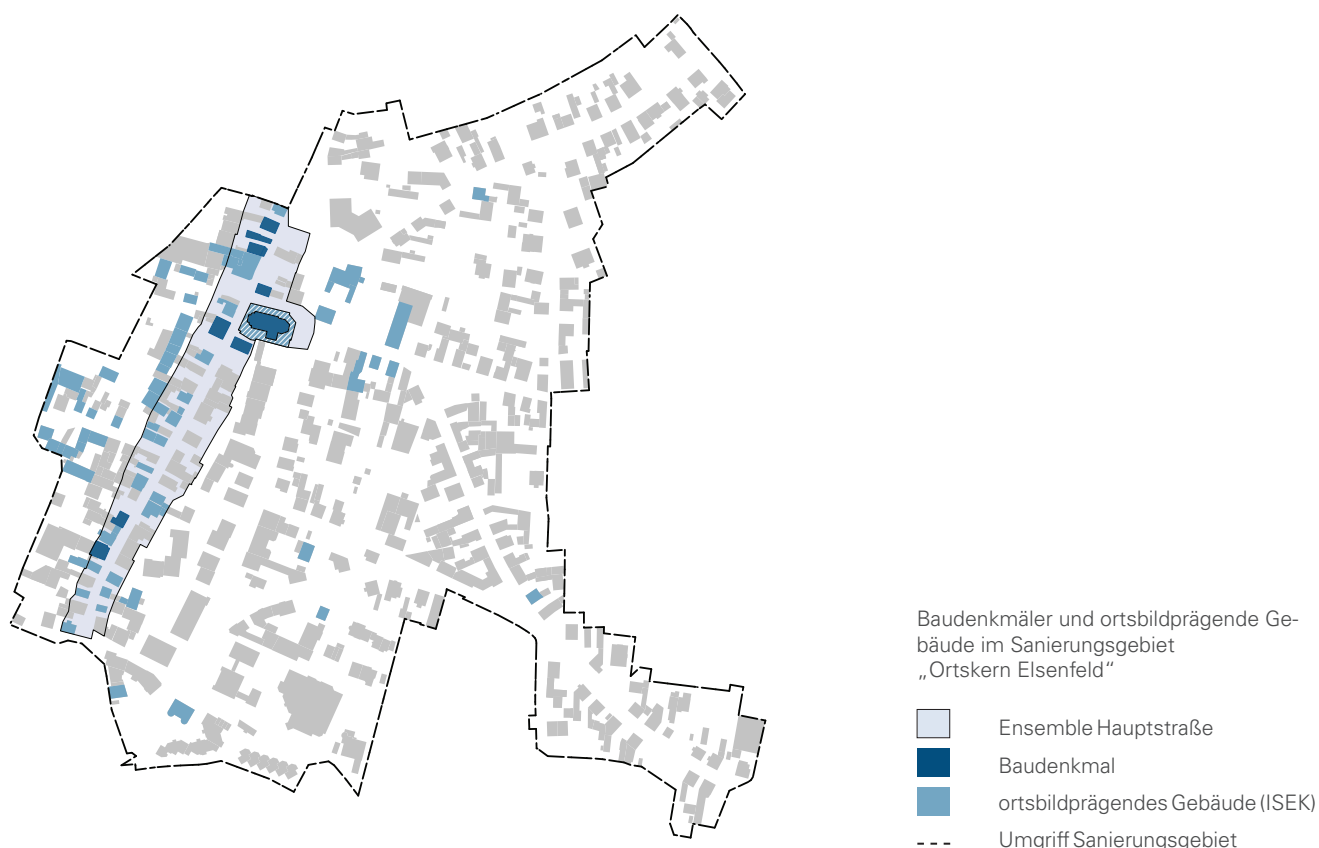 Baudenkmäler und ortsbildprägende Ge-
bäude im Sanierungsgebiet
„Ortskern Elsenfeld“
Ensemble Hauptstraße
Baudenkmal
ortsbildprägendes Gebäude (ISEK)
Umgriff Sanierungsgebiet